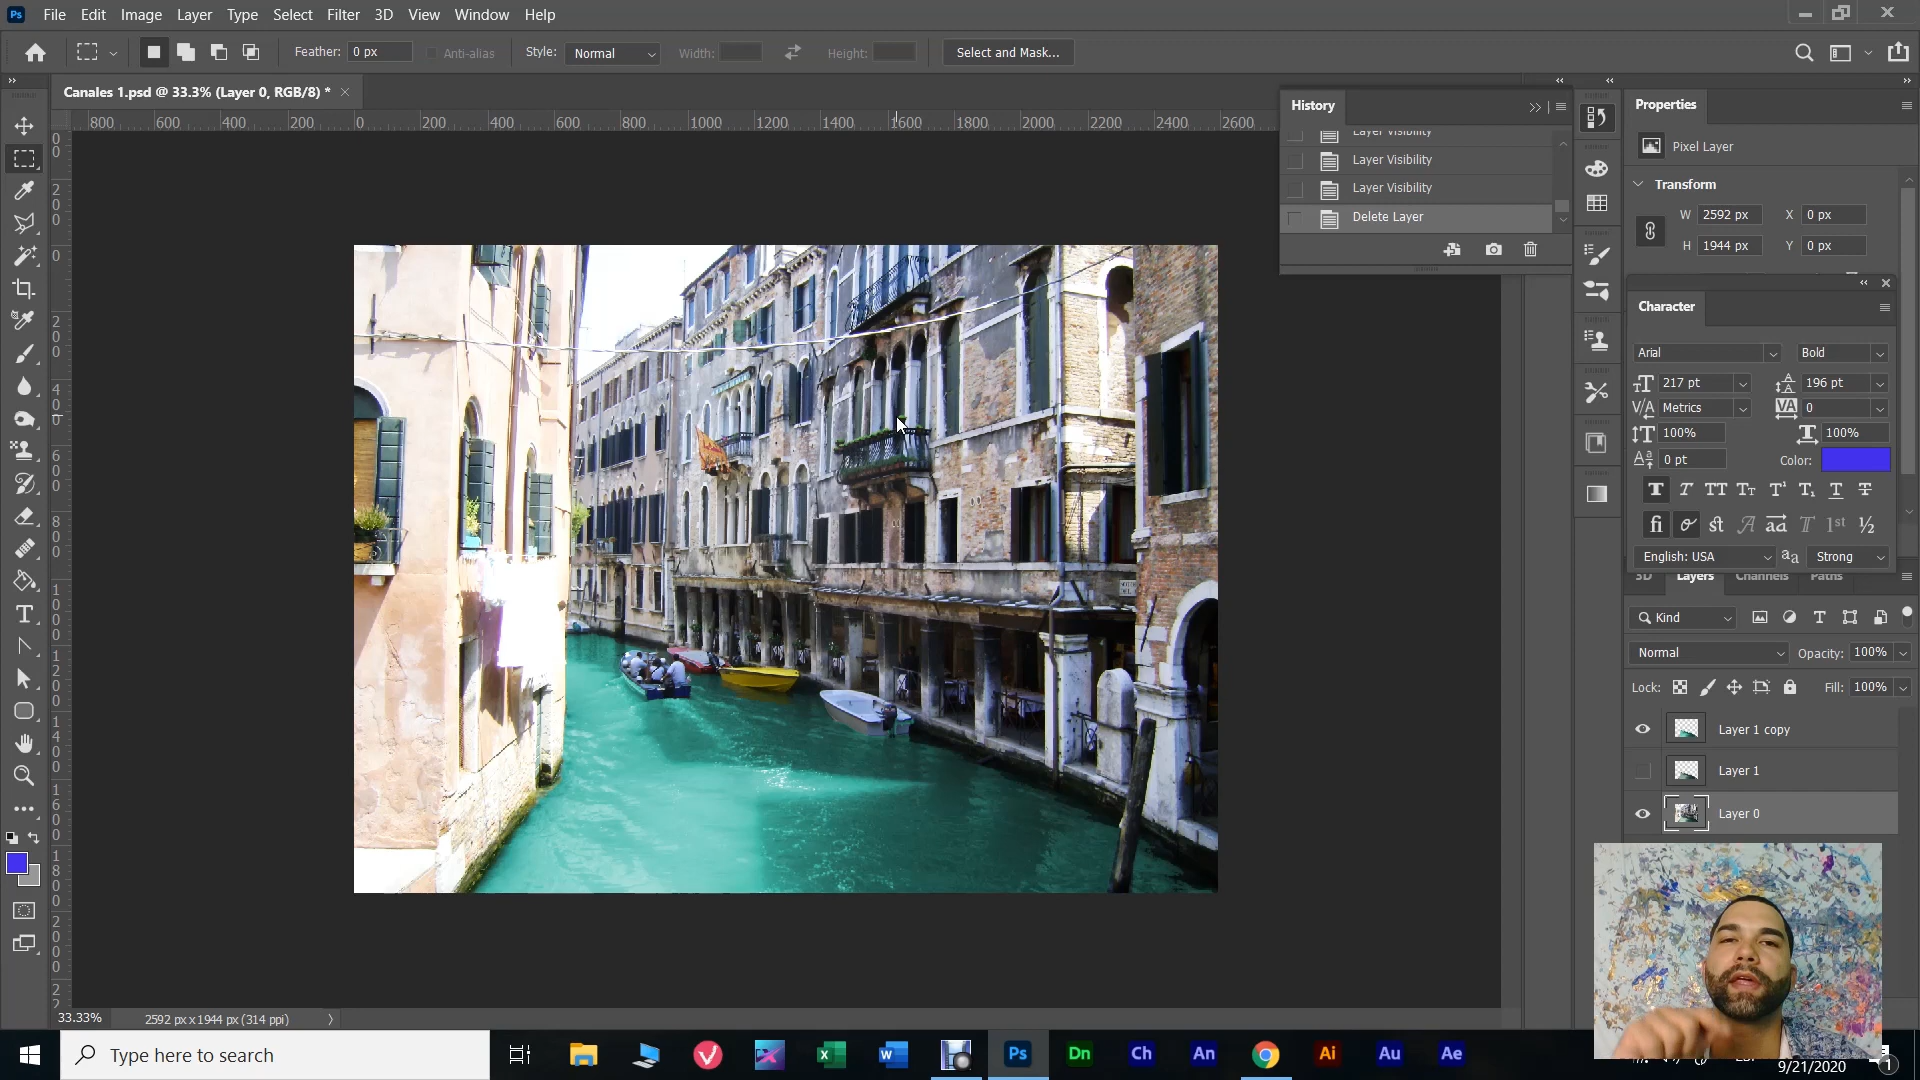 Ps File Edit Image Layer Type Select Filter 3D View Window Help
Feather: 0 px Anti-alias Style: Normal Width: Height: Select and Mask...
Canales 1.psd @ 33.3% (Layer 0, RGB/8) * ×
800 600 400 200 0 200 400 600 800 1000 1200 1400 1600 1800 2000 2200 2400 2600
History
Layer Visibility
Layer Visibility
Layer Visibility
Delete Layer
Properties
Pixel Layer
Transform
W 2592 px X 0 px
H 1944 px Y 0 px
Character
Arial Bold
217 pt 196 pt
Metrics 0
100% 100%
0 pt Color:
English: USA aa Strong
3D Layers Channels Paths
Kind
Normal Opacity: 100%
Lock: Fill: 100%
Layer 1 copy
Layer 1
Layer 0
33.33% 2592 px x 1944 px (314 ppi)
Type here to search
Ps Dn Ch An Ai Au Ae
9/21/2020
1